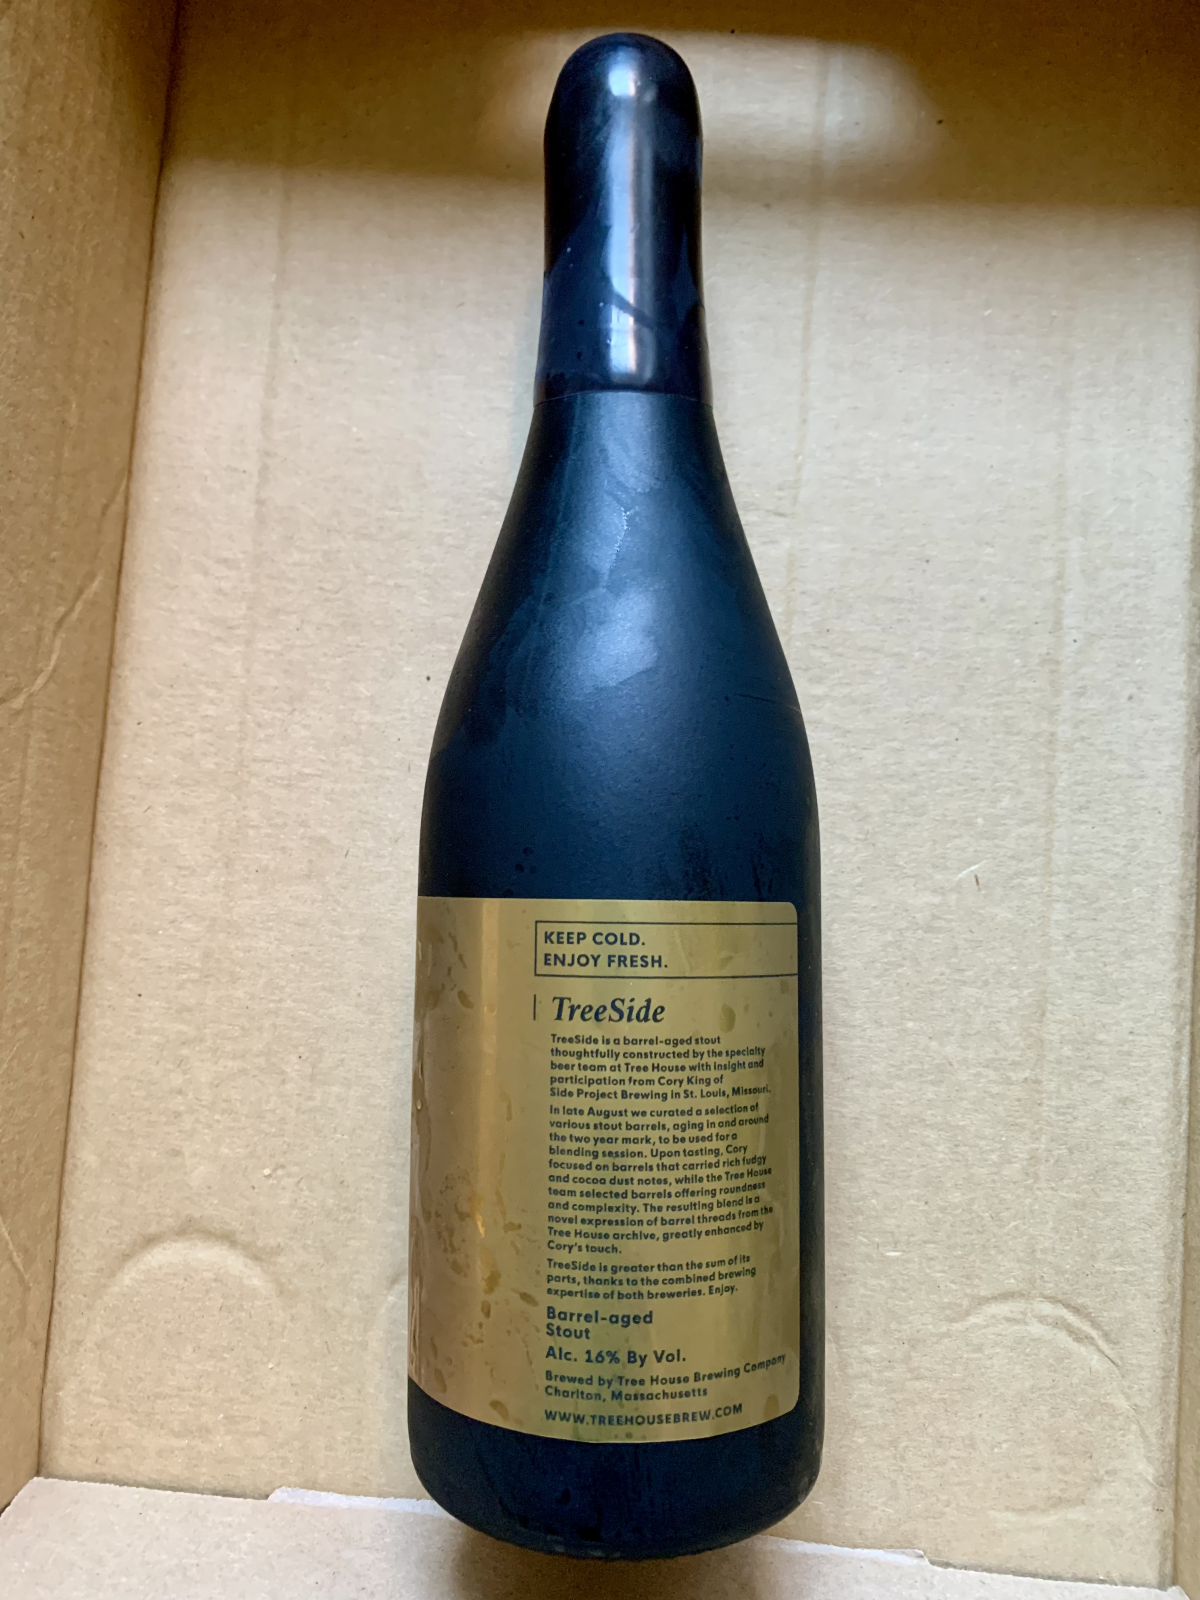 KEEP COLD.
ENJOY FRESH.
TreeSide
TreeSide is a barrel-aged stout
thoughtfully constructed by the specialty
beer team at Tree House with insight and
participation from Cory King of
Side Project Brewing in St. Louis, Missouri.
In late August we curated a selection of
various stout barrels, aging in and around
the two year mark, to be used for a
blending session. Upon tasting, Cory
focused on barrels that carried rich fudgy
and cocoa dust notes, while the Tree House
team selected barrels offering roundness
and complexity. The resulting blend is a
novel expression of barrel threads from the
Tree House archive, greatly enhanced by
Cory's touch.
TreeSide is greater than the sum of its
parts, thanks to the combined brewing
expertise of both breweries. Enjoy.
Barrel-aged
Stout
Alc. 16% By Vol.
Brewed by Tree House Brewing Company
Charlton, Massachusetts
WWW.TREEHOUSEBREW.COM